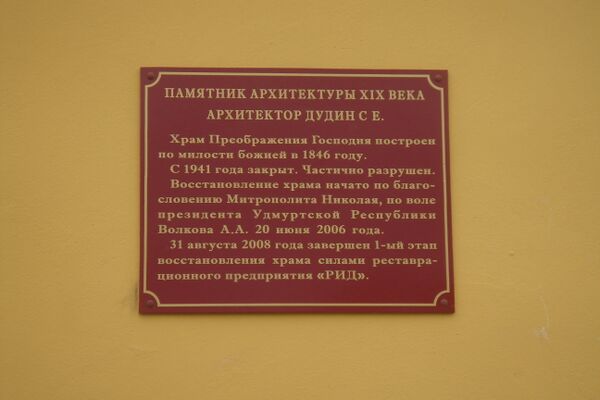 ПАМЯТНИК АРХИТЕКТУРЫ XIX ВЕКА
АРХИТЕКТОР ДУДИН С Е.
Храм Преображения Господня построен
по милости божией в 1846 году.
С 1941 года закрыт. Частично разрушен.
Восстановление храма начато по благо-
словению Митрополита Николая, по воле
президента Удмуртской Республики
Волкова А.А. 20 июня 2006 года.
31 августа 2008 года завершен 1-ый этап
восстановления храма силами реставра-
ционного предприятия «РИД».